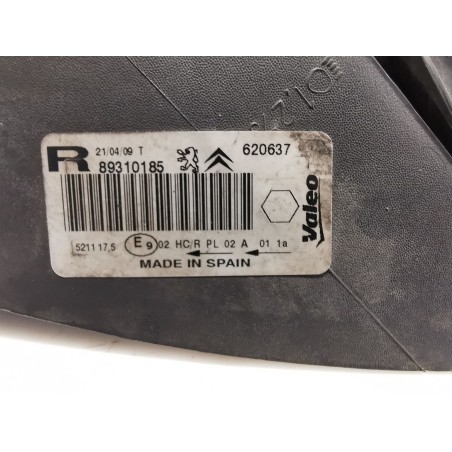 R 21/04/09 T
89310185 620637
Valeo
5211 17,5 E9 02 HC/R PL 02 A 01 1a
MADE IN SPAIN